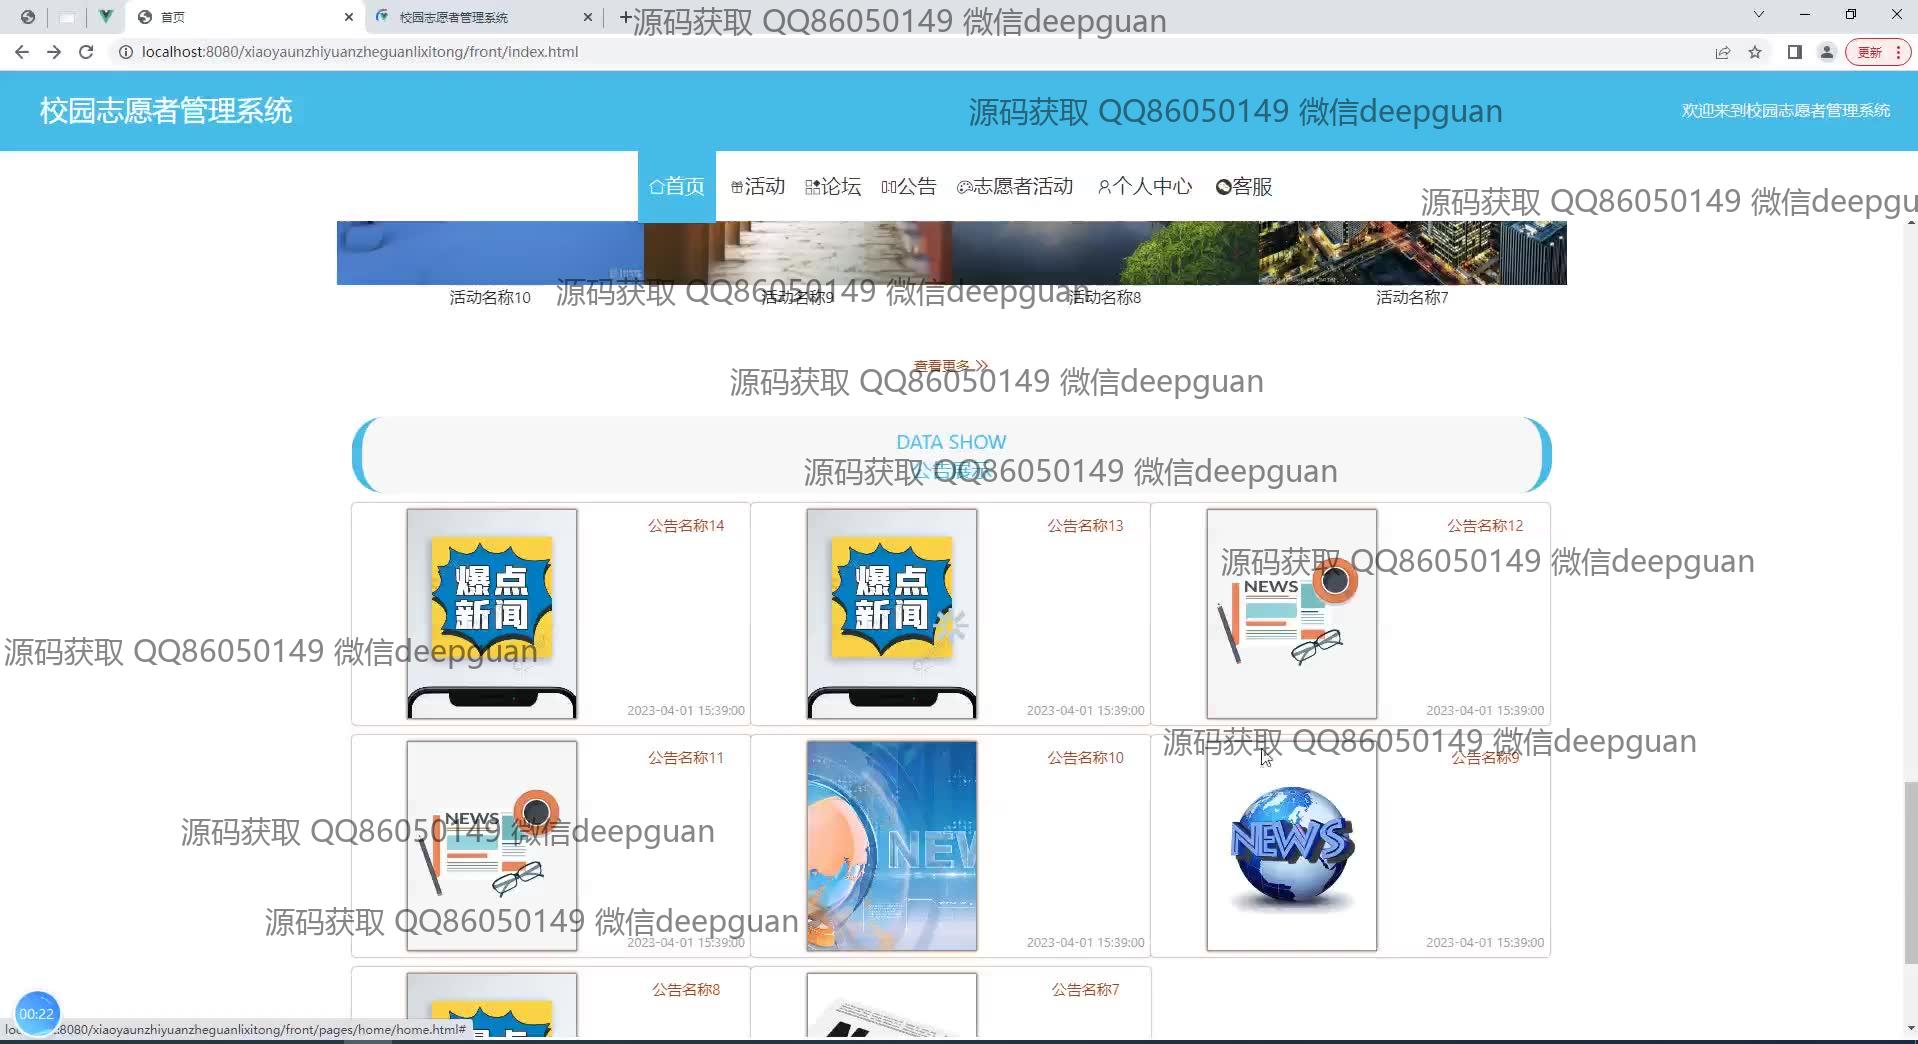 首页
校园志愿者管理系统
源码获取 QQ86050149 微信deepguan
localhost:8080/xiaoyaunzhiyuanzheguanlixitong/front/index.html
更新
校园志愿者管理系统
源码获取 QQ86050149 微信deepguan
欢迎来到校园志愿者管理系统
首页 活动 论坛 公告 志愿者活动 个人中心 客服
源码获取 QQ86050149 微信deepgu
活动名称10
活动名称9
活动名称8
活动名称7
源码获取 QQ86050149 微信deepguan
查看更多
源码获取 QQ86050149 微信deepguan
DATA SHOW
公告展示
源码获取 QQ86050149 微信deepguan
爆点
新闻
公告名称14
2023-04-01 15:39:00
爆点
新闻
公告名称13
2023-04-01 15:39:00
NEWS
公告名称12
2023-04-01 15:39:00
源码获取 QQ86050149 微信deepguan
源码获取 QQ86050149 微信deepguan
源码获取 QQ86050149 微信deepguan
NEWS
公告名称11
2023-04-01 15:39:00
NEW
公告名称10
2023-04-01 15:39:00
NEWS
公告名称9
2023-04-01 15:39:00
源码获取 QQ86050149 微信deepguan
源码获取 QQ86050149 微信deepguan
公告名称8
公告名称7
00:22
:8080/xiaoyaunzhiyuanzheguanlixitong/front/pages/home/home.html#